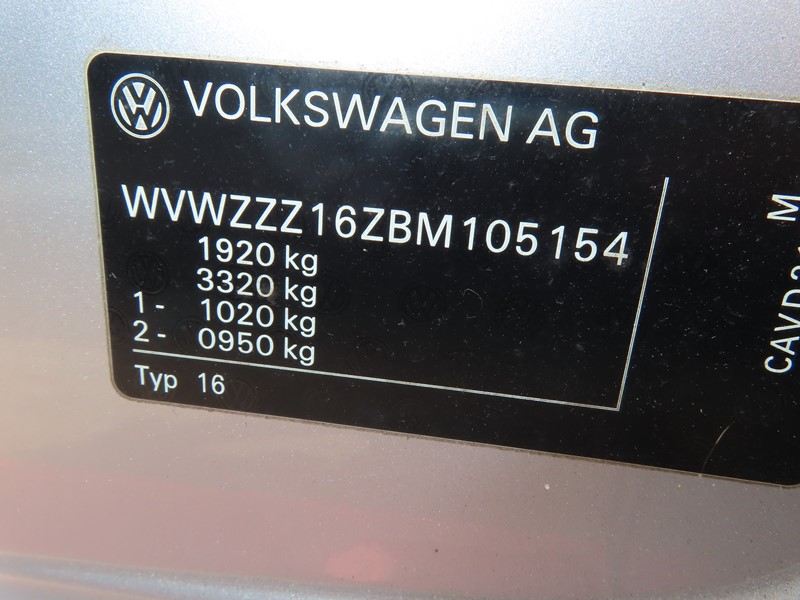 VOLKSWAGEN AG
WVWZZZ16ZBM105154
1920 kg
3320 kg
1 - 1020 kg
2 - 0950 kg
Typ 16
M